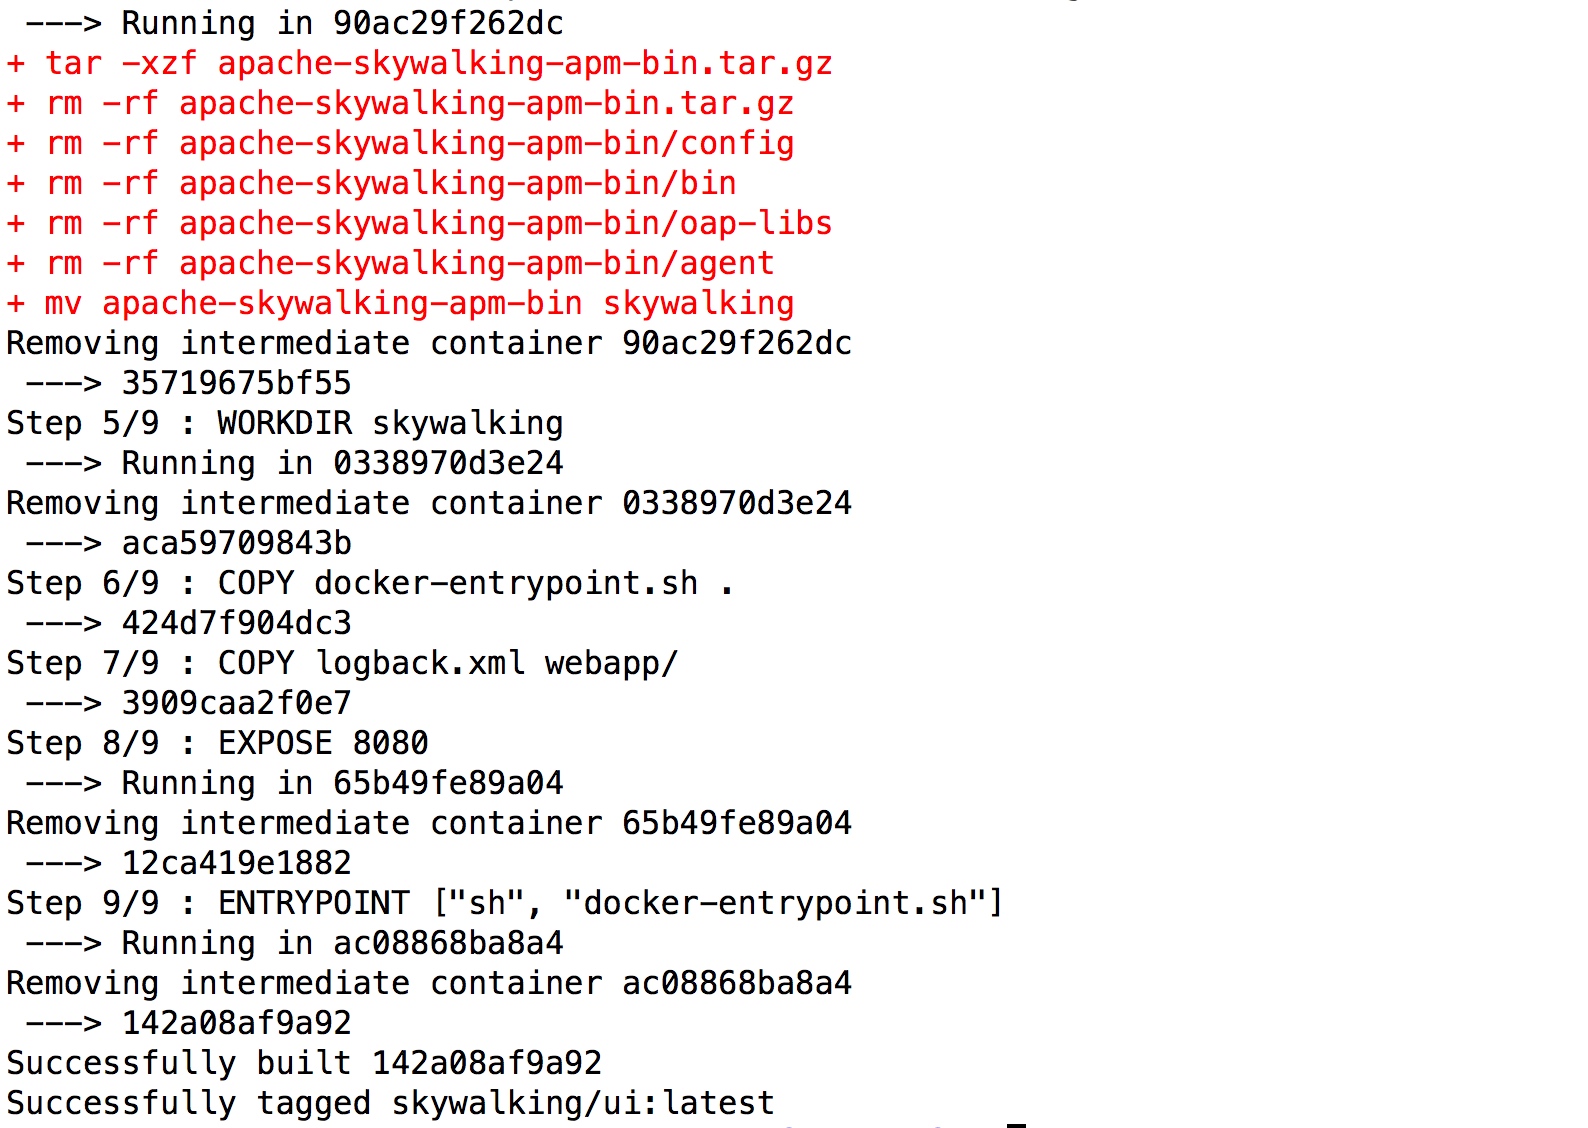 ---> Running in 90ac29f262dc
+ tar -xzf apache-skywalking-apm-bin.tar.gz
+ rm -rf apache-skywalking-apm-bin.tar.gz
+ rm -rf apache-skywalking-apm-bin/config
+ rm -rf apache-skywalking-apm-bin/bin
+ rm -rf apache-skywalking-apm-bin/oap-libs
+ rm -rf apache-skywalking-apm-bin/agent
+ mv apache-skywalking-apm-bin skywalking
Removing intermediate container 90ac29f262dc
---> 35719675bf55
Step 5/9 : WORKDIR skywalking
---> Running in 0338970d3e24
Removing intermediate container 0338970d3e24
---> aca59709843b
Step 6/9 : COPY docker-entrypoint.sh .
---> 424d7f904dc3
Step 7/9 : COPY logback.xml webapp/
---> 3909caa2f0e7
Step 8/9 : EXPOSE 8080
---> Running in 65b49fe89a04
Removing intermediate container 65b49fe89a04
---> 12ca419e1882
Step 9/9 : ENTRYPOINT ["sh", "docker-entrypoint.sh"]
---> Running in ac08868ba8a4
Removing intermediate container ac08868ba8a4
---> 142a08af9a92
Successfully built 142a08af9a92
Successfully tagged skywalking/ui:latest